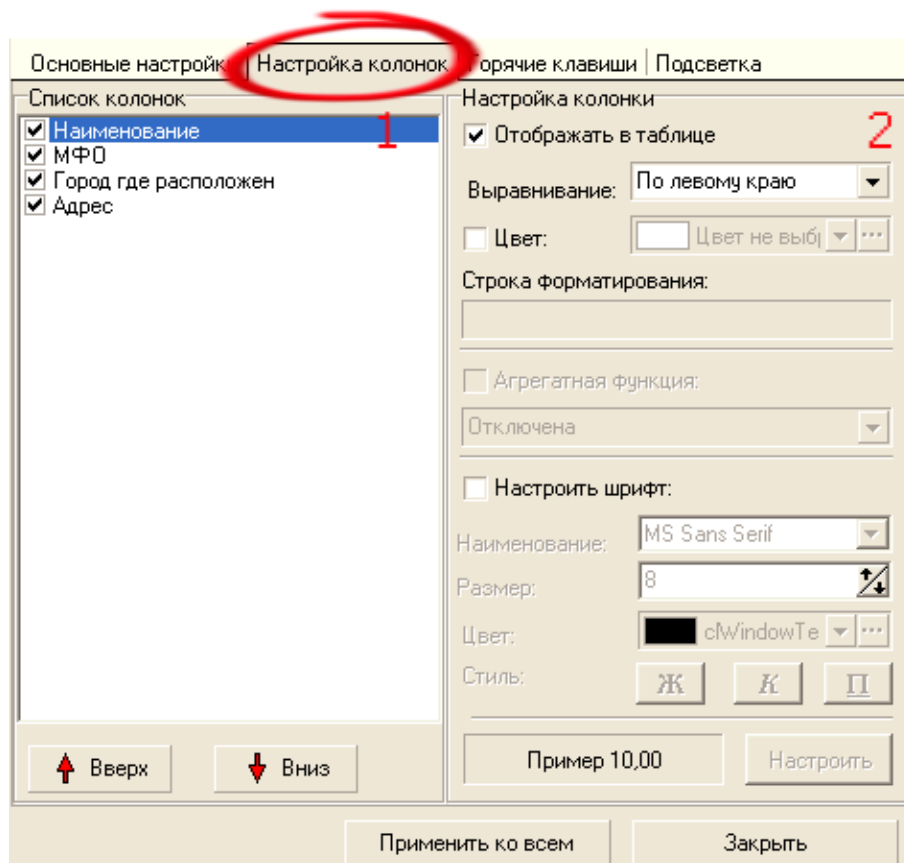 Основные настройки Настройка колонок Горячие клавиши Подсветка
Список колонок
1
Наименование
МФО
Город где расположен
Адрес
Вверх Вниз
Настройка колонки
2
Отображать в таблице
Выравнивание: По левому краю
Цвет: Цвет не выб
Строка форматирования:
Агрегатная функция:
Отключена
Настроить шрифт:
Наименование: MS Sans Serif
Размер: 8
Цвет: clWindowTe
Стиль: Ж К П
Пример 10,00 Настроить
Применить ко всем Закрыть